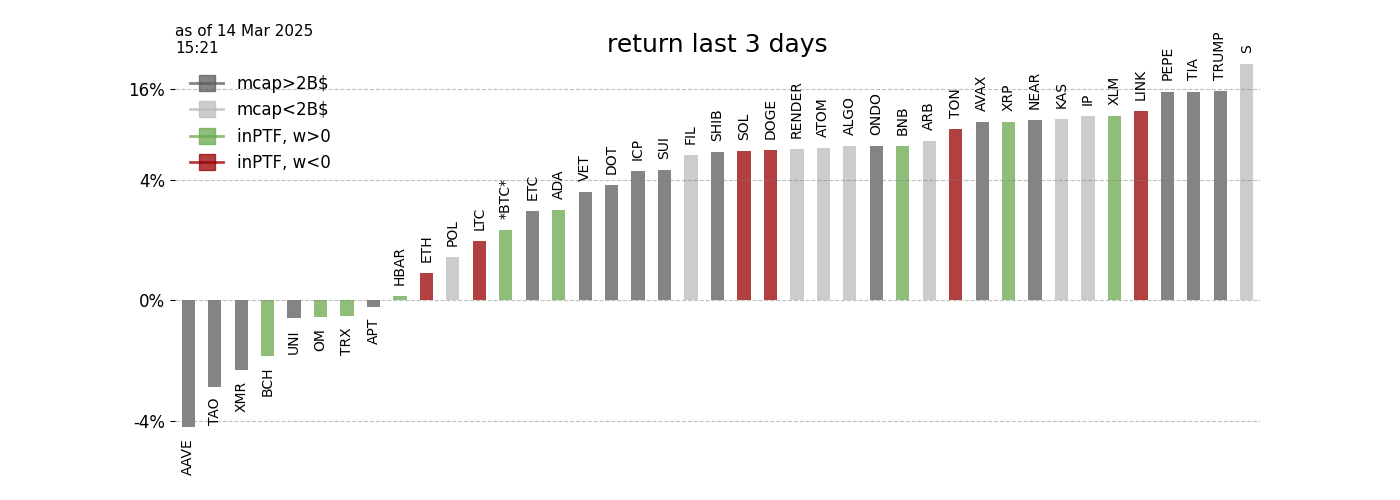 as of 14 Mar 2025
15:21
return last 3 days
mcap>2B$
mcap<2B$
inPTF, w>0
inPTF, w<0
16%
4%
0%
-4%
AAVE
TAO
XMR
BCH
UNI
OM
TRX
APT
HBAR
ETH
POL
LTC
*BTC*
ETC
ADA
VET
DOT
ICP
SUI
FIL
SHIB
SOL
DOGE
RENDER
ATOM
ALGO
ONDO
BNB
ARB
TON
AVAX
XRP
NEAR
KAS
IP
XLM
LINK
PEPE
TIA
TRUMP
S